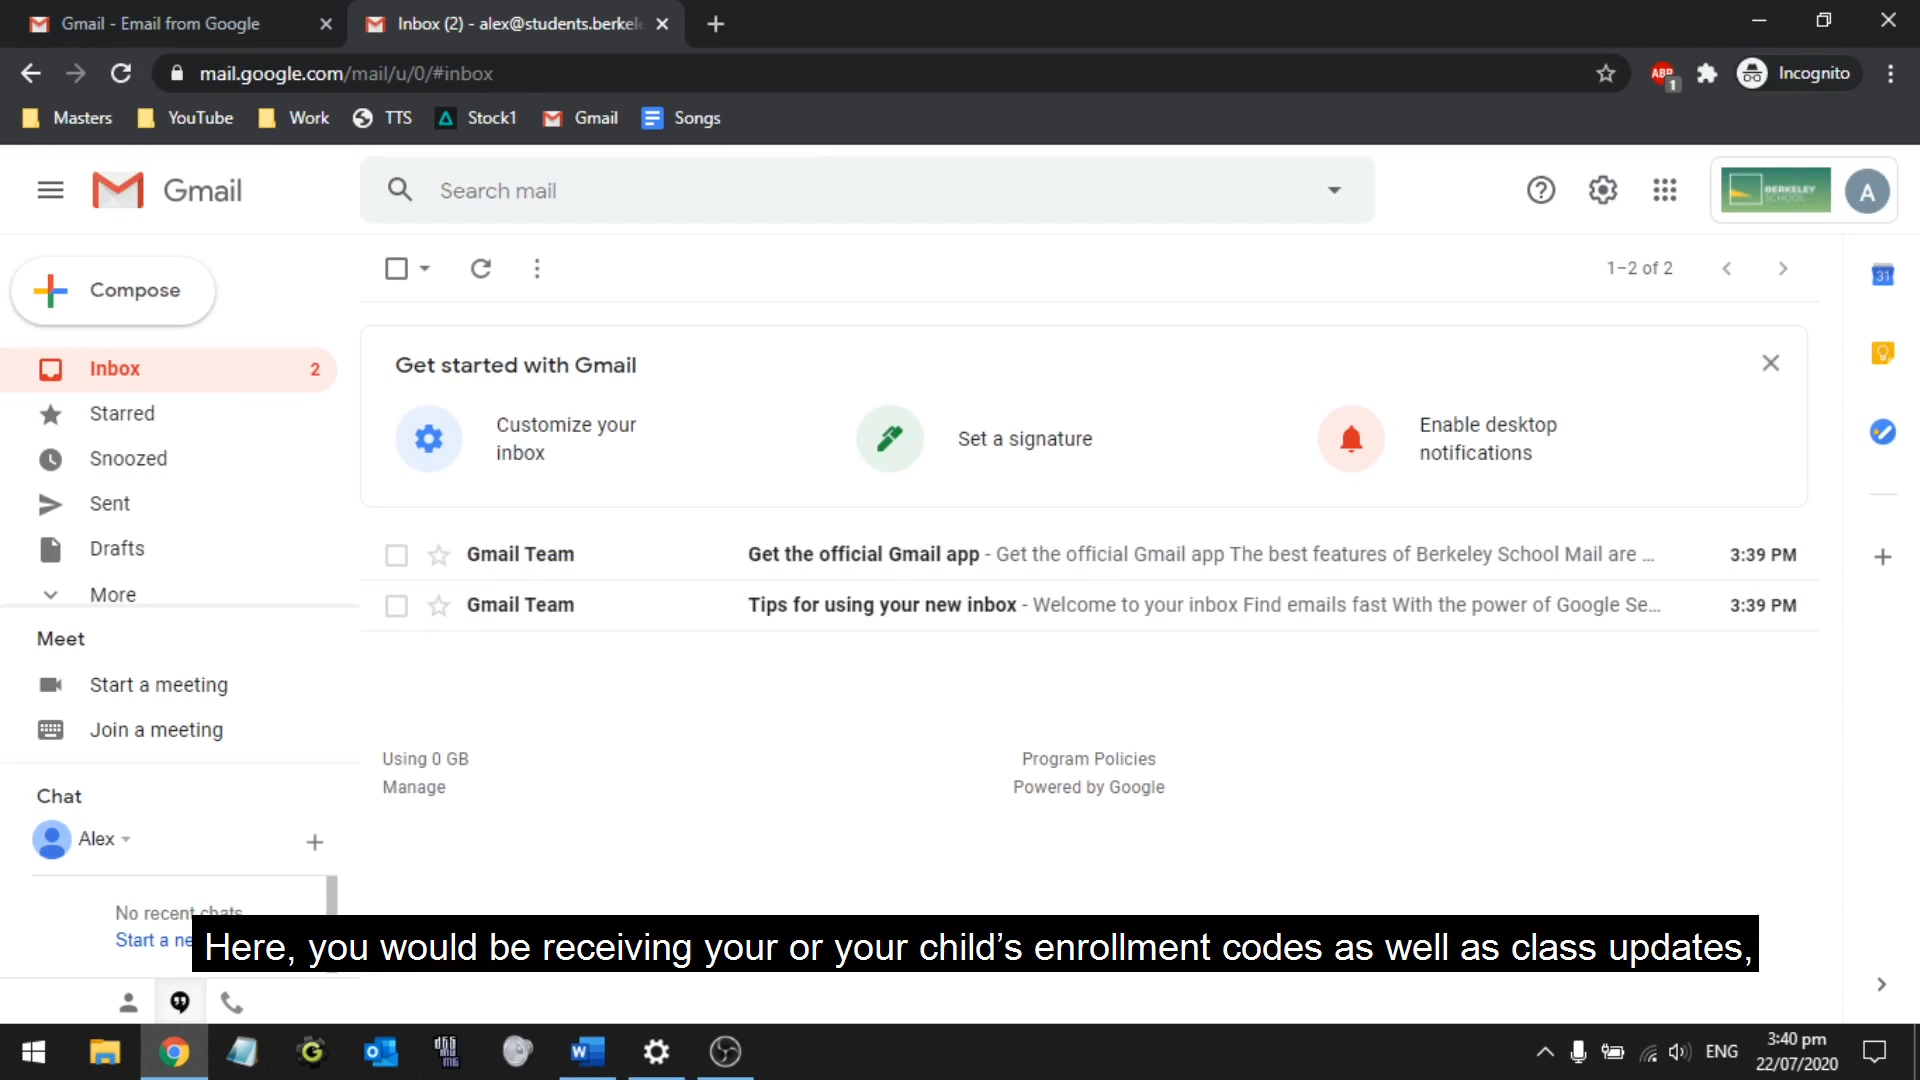 Gmail - Email from Google
Inbox (2) - alex@students.berkel
mail.google.com/mail/u/0/#inbox
ABP
1
Incognito
Masters
YouTube
Work
TTS
Stock1
Gmail
Songs
Gmail
Search mail
BERKELEY
SCHOOL
A
Compose
1–2 of 2
31
Inbox
2
Starred
Snoozed
Sent
Drafts
More
Get started with Gmail
Customize your
inbox
Set a signature
Enable desktop
notifications
Gmail Team Get the official Gmail app - Get the official Gmail app The best features of Berkeley School Mail are ... 3:39 PM
Gmail Team Tips for using your new inbox - Welcome to your inbox Find emails fast With the power of Google Se... 3:39 PM
Meet
Start a meeting
Join a meeting
Using 0 GB
Manage
Program Policies
Powered by Google
Chat
Alex
No recent chats
Start a ne
Here, you would be receiving your or your child’s enrollment codes as well as class updates,
ENG
3:40 pm
22/07/2020